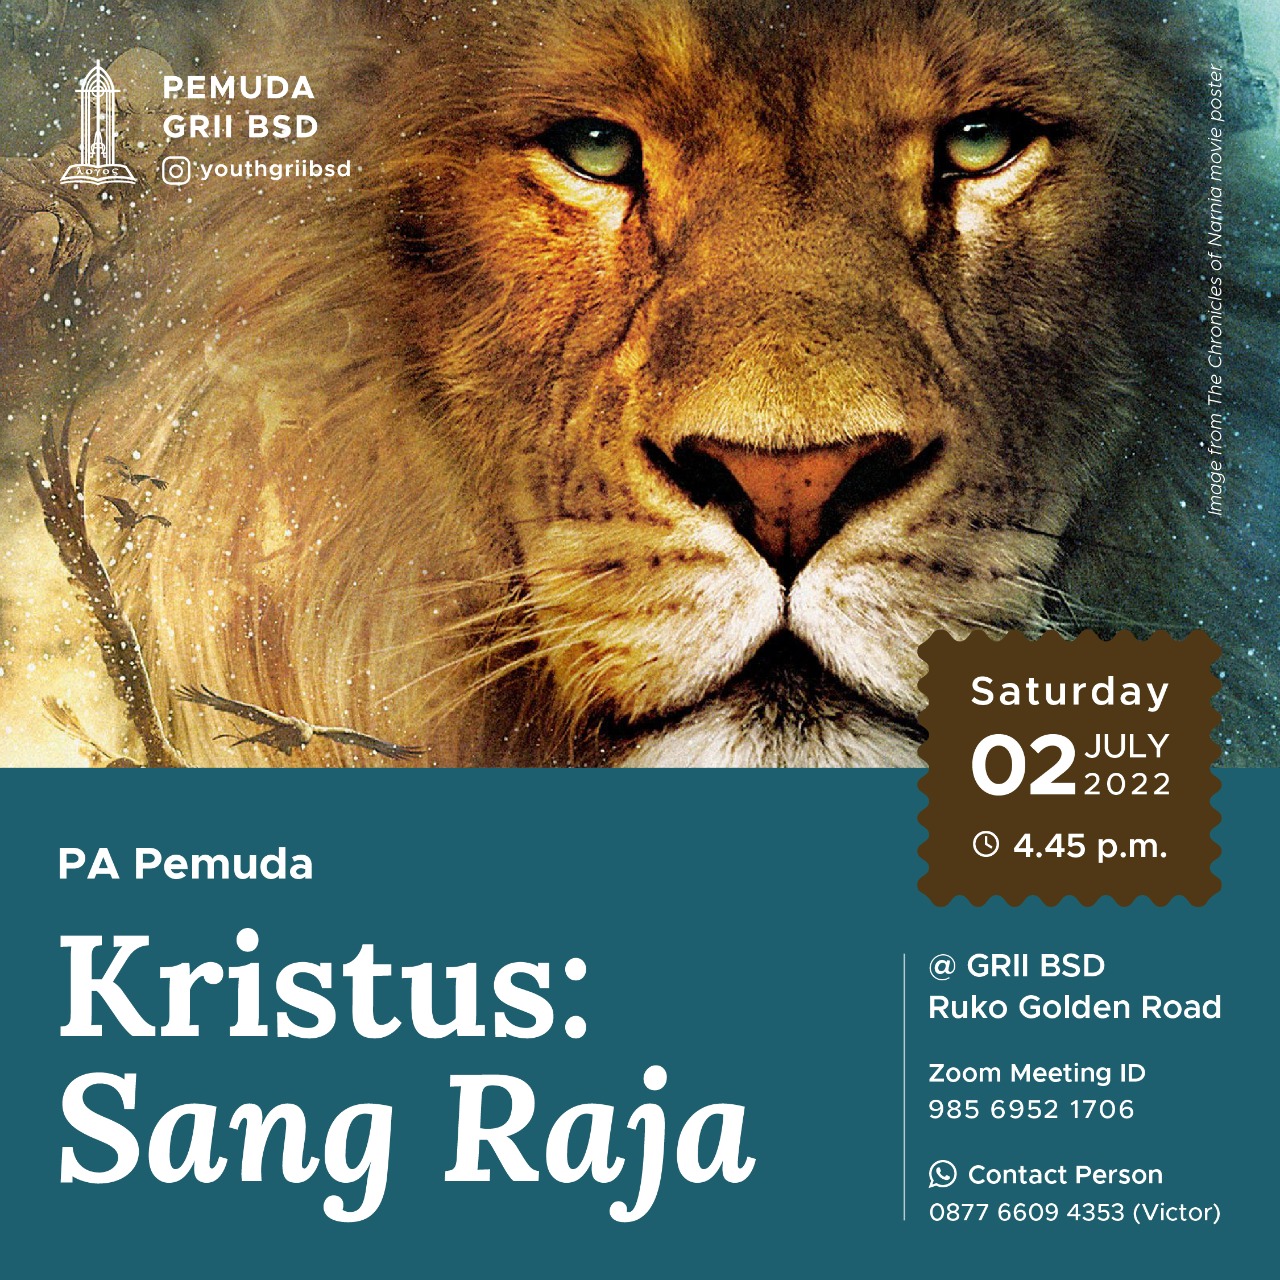 PEMUDA
GRII BSD
youthgriibsd
Image from The Chronicles of Narnia movie poster
Saturday
02 JULY
2022
4.45 p.m.
PA Pemuda
Kristus:
Sang Raja
@ GRII BSD
Ruko Golden Road
Zoom Meeting ID
985 6952 1706
Contact Person
0877 6609 4353 (Victor)